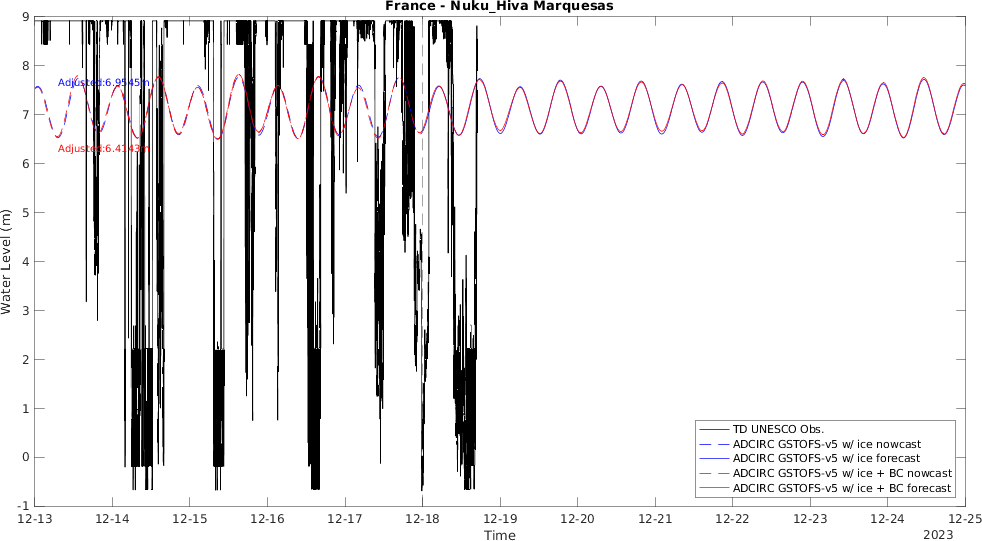 France - Nuku_Hiva Marquesas
Water Level (m)
9
8
7
6
5
4
3
2
1
0
-1
Adjusted:6.9545m
Adjusted:6.4143m
TD UNESCO Obs.
ADCIRC GSTOFS-v5 w/ ice nowcast
ADCIRC GSTOFS-v5 w/ ice forecast
ADCIRC GSTOFS-v5 w/ ice + BC nowcast
ADCIRC GSTOFS-v5 w/ ice + BC forecast
12-13 12-14 12-15 12-16 12-17 12-18 12-19 12-20 12-21 12-22 12-23 12-24 12-25
Time
2023